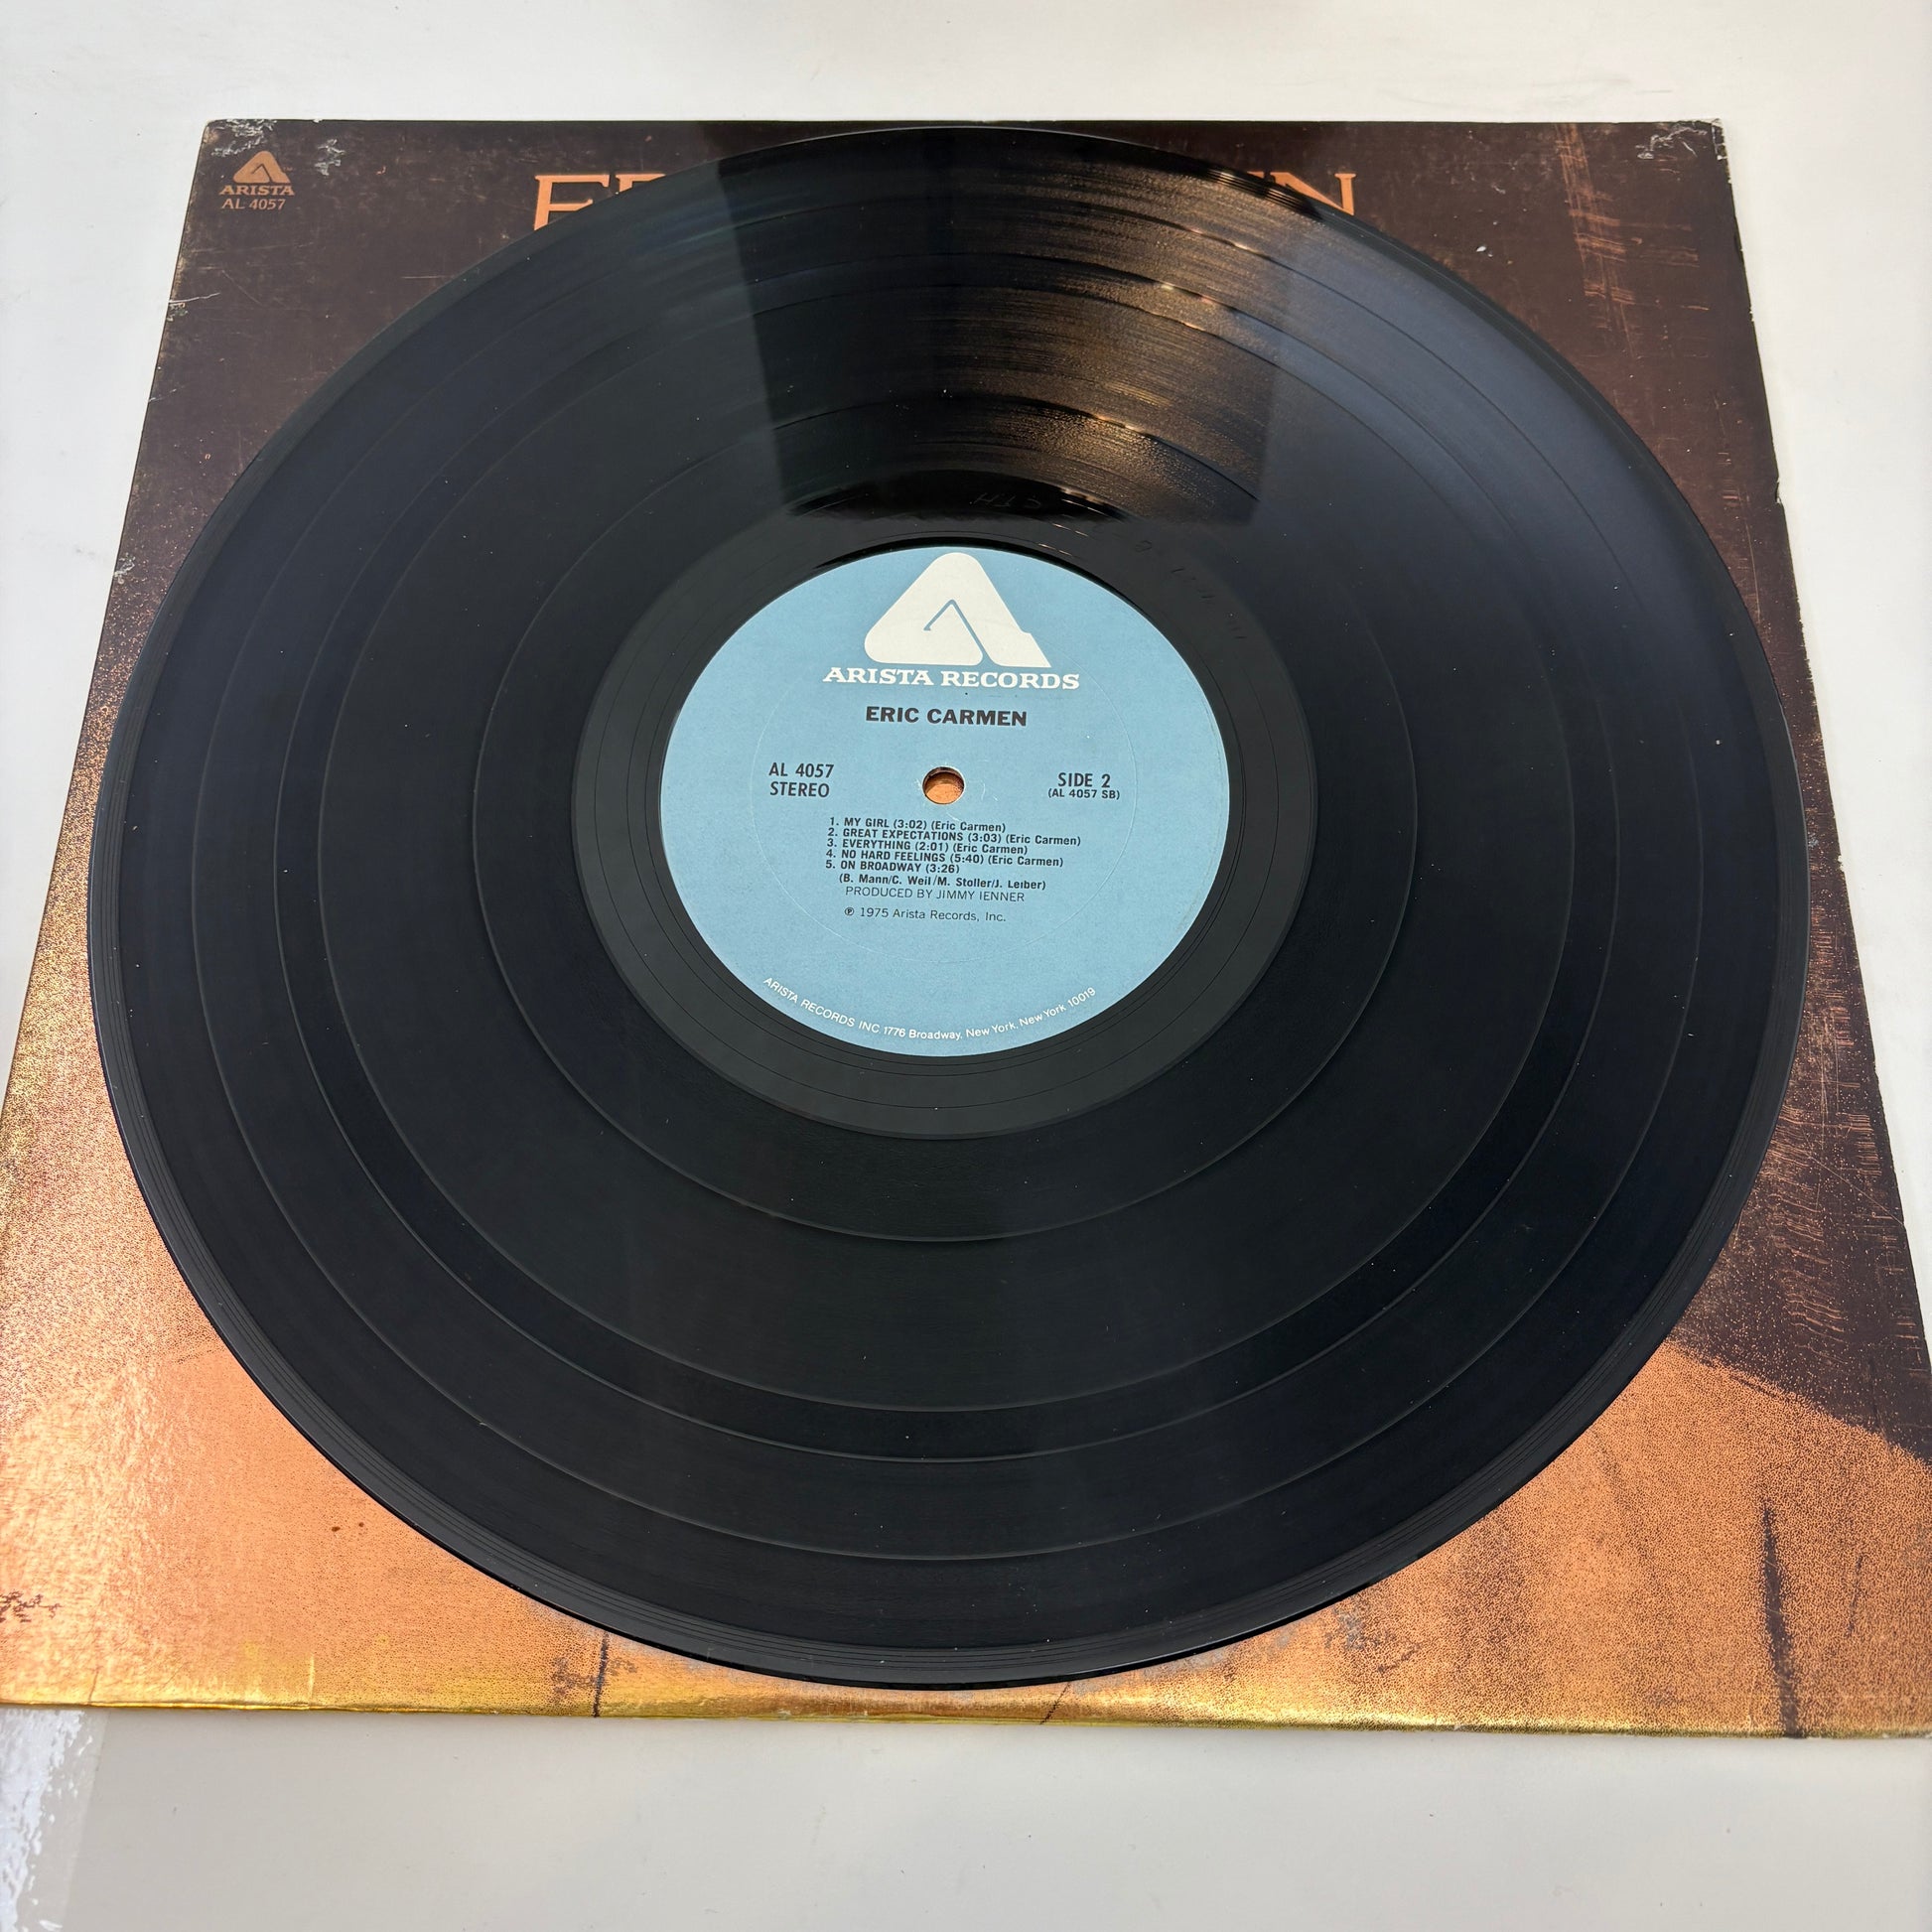 ARISTA
AL 4057
ARISTA RECORDS
ERIC CARMEN
AL 4057
STEREO
SIDE 2
(AL 4057 SB)
1. MY GIRL (3:02) (Eric Carmen)
2. GREAT EXPECTATIONS (3:03) (Eric Carmen)
3. EVERYTHING (2:01) (Eric Carmen)
4. NO HARD FEELINGS (5:40) (Eric Carmen)
5. ON BROADWAY (3:26)
(B. Mann/C. Weil/M. Stoller/J. Leiber)
PRODUCED BY JIMMY IENNER
℗ 1975 Arista Records, Inc.
ARISTA RECORDS INC 1776 Broadway, New York, New York 10019